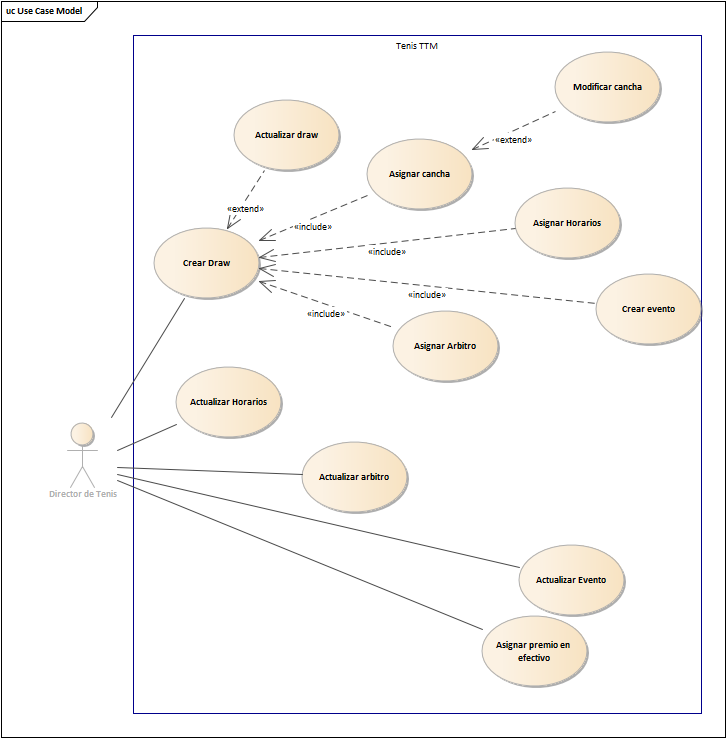 uc Use Case Model
Tenis TTM
Modificar cancha
Actualizar draw
«extend»
Asignar cancha
«extend»
Asignar Horarios
«include»
«include»
Crear Draw
«include»
Crear evento
«include»
Asignar Arbitro
Actualizar Horarios
Actualizar arbitro
Director de Tenis
Actualizar Evento
Asignar premio en
efectivo